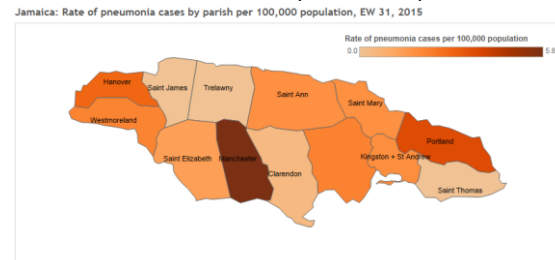 Jamaica: Rate of pneumonia cases by parish per 100,000 population, EW 31, 2015
Rate of pneumonia cases per 100,000 population
0.0 5.8
Hanover
Saint James
Trelawny
Saint Ann
Saint Mary
Westmoreland
Portland
Saint Elizabeth
Manchester
Kingston + St Andrew
Clarendon
Saint Thomas